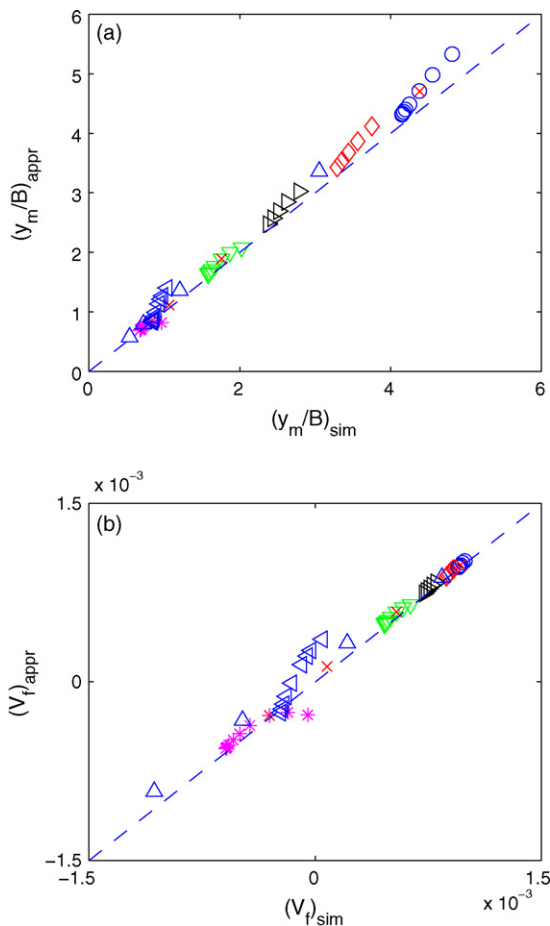 (a)
6
5
4
3
2
1
0
(y_m/B)_appr
0 2 4 6
(y_m/B)_sim
x 10^-3
1.5
(b)
0
−1.5
(V_f)_appr
−1.5 0 1.5
x 10^-3
(V_f)_sim